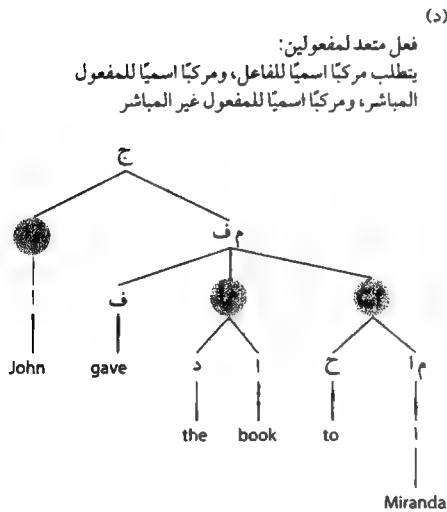 (د)
فعل متعد لمفعولين:
يتطلب مركبًا اسميًا للفاعل، ومركبًا اسميًا للمفعول
المباشر، ومركبًا اسميًا للمفعول غير المباشر
ج
م ف
ف
د ا ح م ا
ا ا
John gave
the book to
Miranda